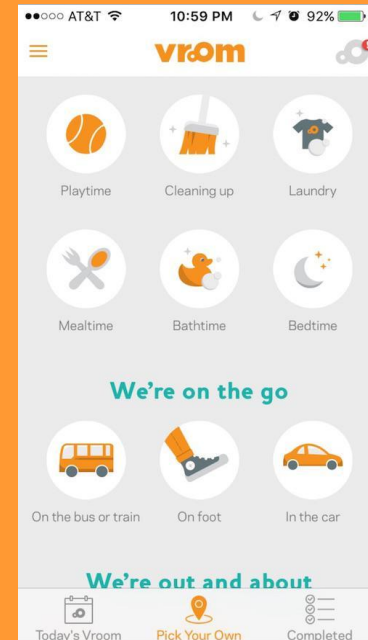 AT&T 10:59 PM 92%
vroom
Playtime Cleaning up Laundry
Mealtime Bathtime Bedtime
We're on the go
On the bus or train On foot In the car
We're out and about
Today's Vroom Pick Your Own Completed